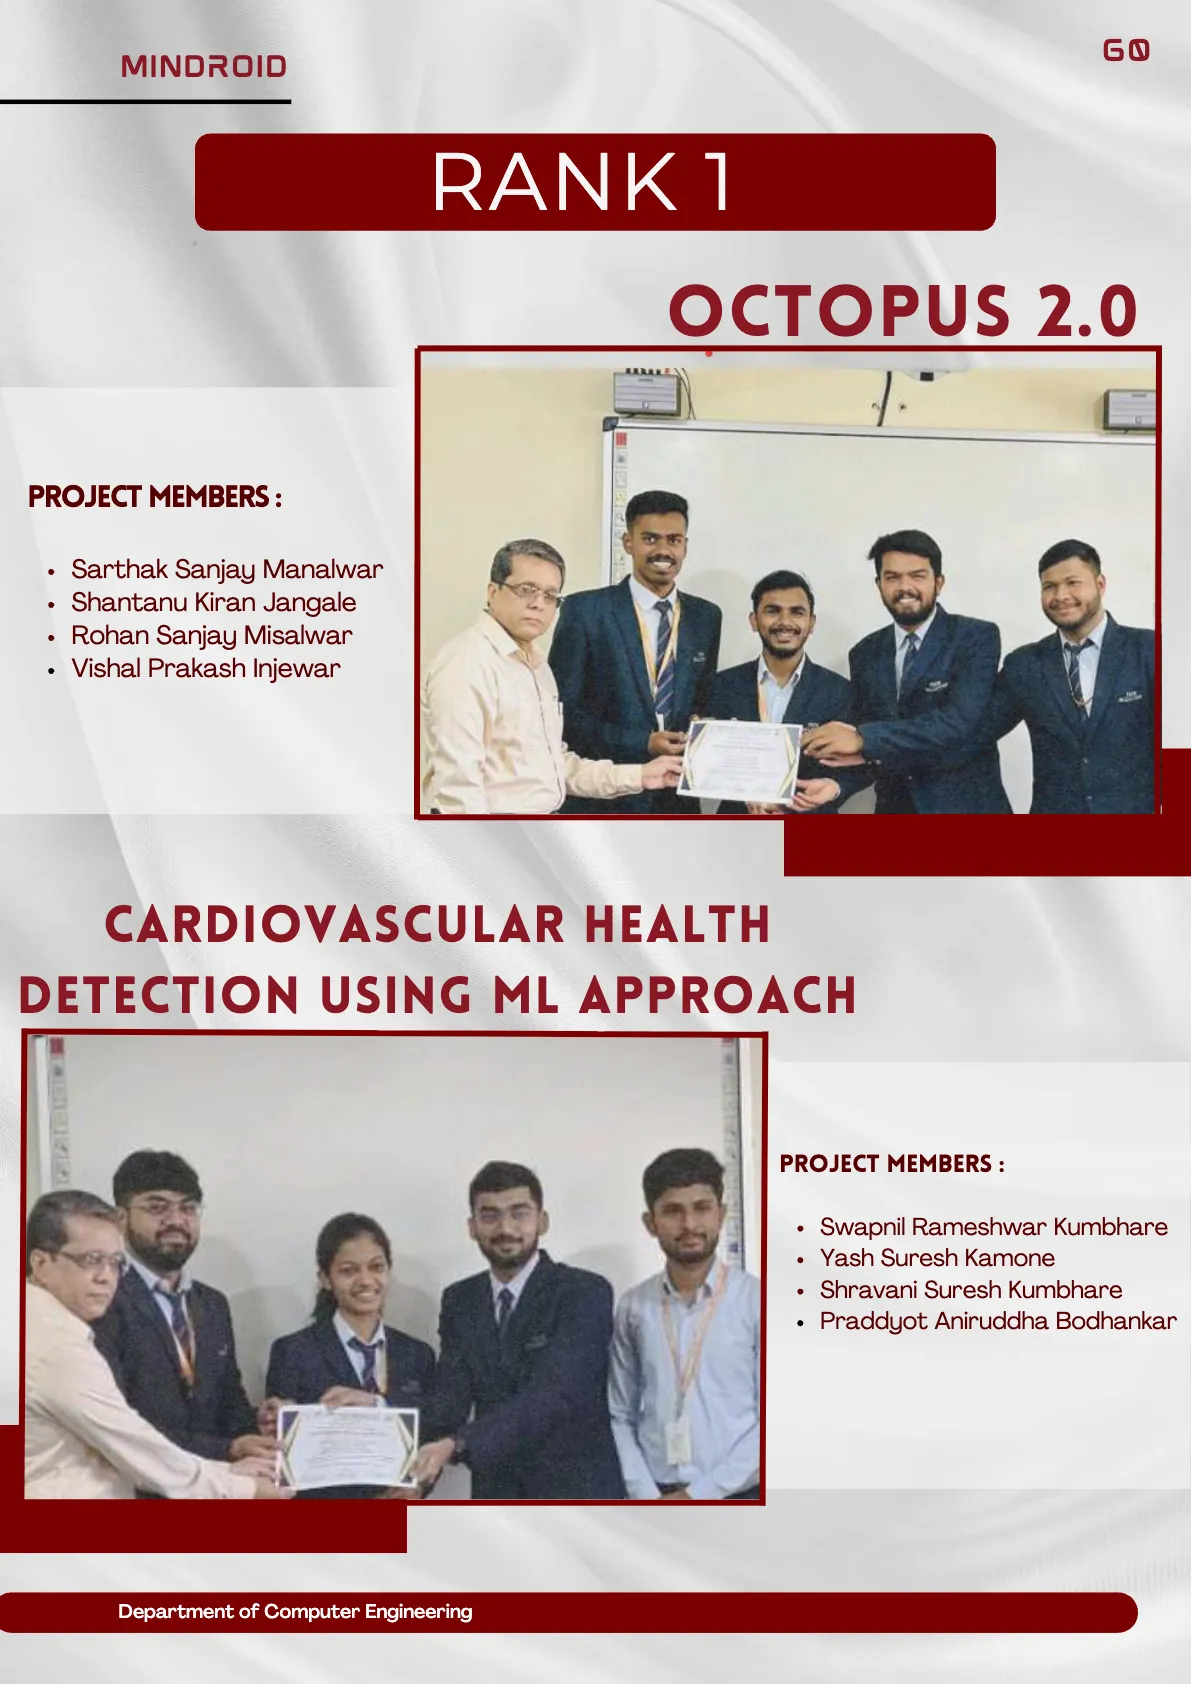 MINDROID
60
RANK 1
OCTOPUS 2.0
PROJECT MEMBERS :
• Sarthak Sanjay Manalwar
• Shantanu Kiran Jangale
• Rohan Sanjay Misalwar
• Vishal Prakash Injewar
CARDIOVASCULAR HEALTH
DETECTION USING ML APPROACH
PROJECT MEMBERS :
• Swapnil Rameshwar Kumbhare
• Yash Suresh Kamone
• Shravani Suresh Kumbhare
• Praddyot Aniruddha Bodhankar
Department of Computer Engineering